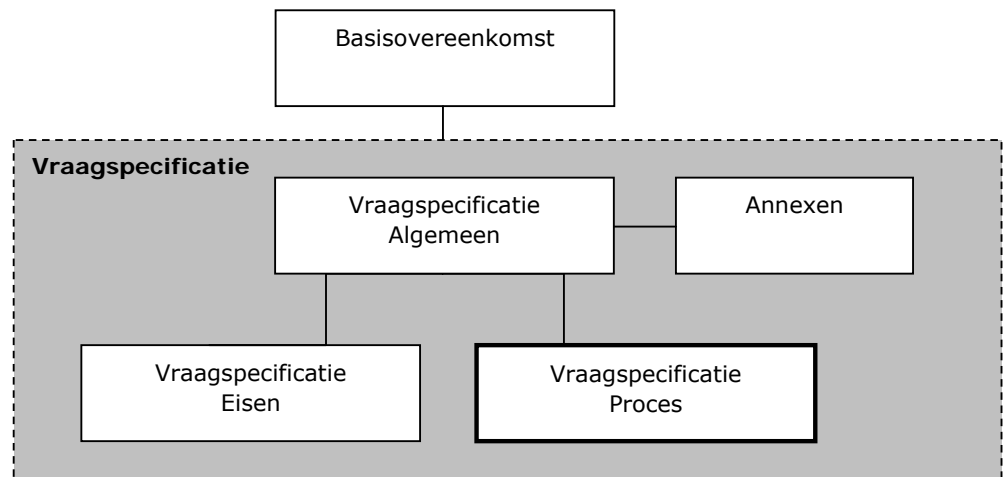 Basisovereenkomst
Vraagspecificatie
Vraagspecificatie
Algemeen
Annexen
Vraagspecificatie
Eisen
Vraagspecificatie
Proces